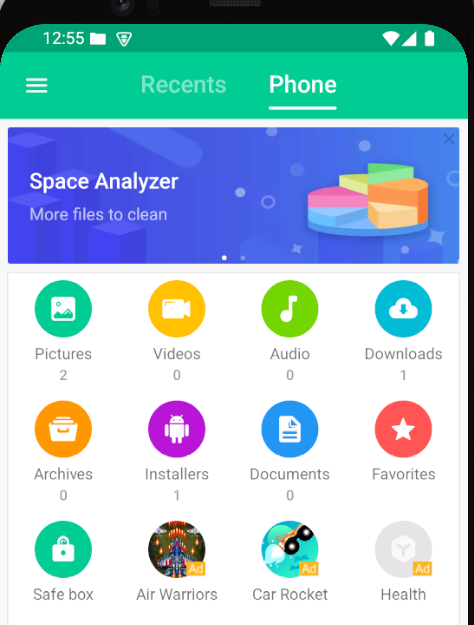 12:55
Recents Phone
Space Analyzer
More files to clean
Pictures Videos Audio Downloads
2 0 0 1
Archives Installers Documents Favorites
0 1 0
Ad Ad Ad
Safe box Air Warriors Car Rocket Health